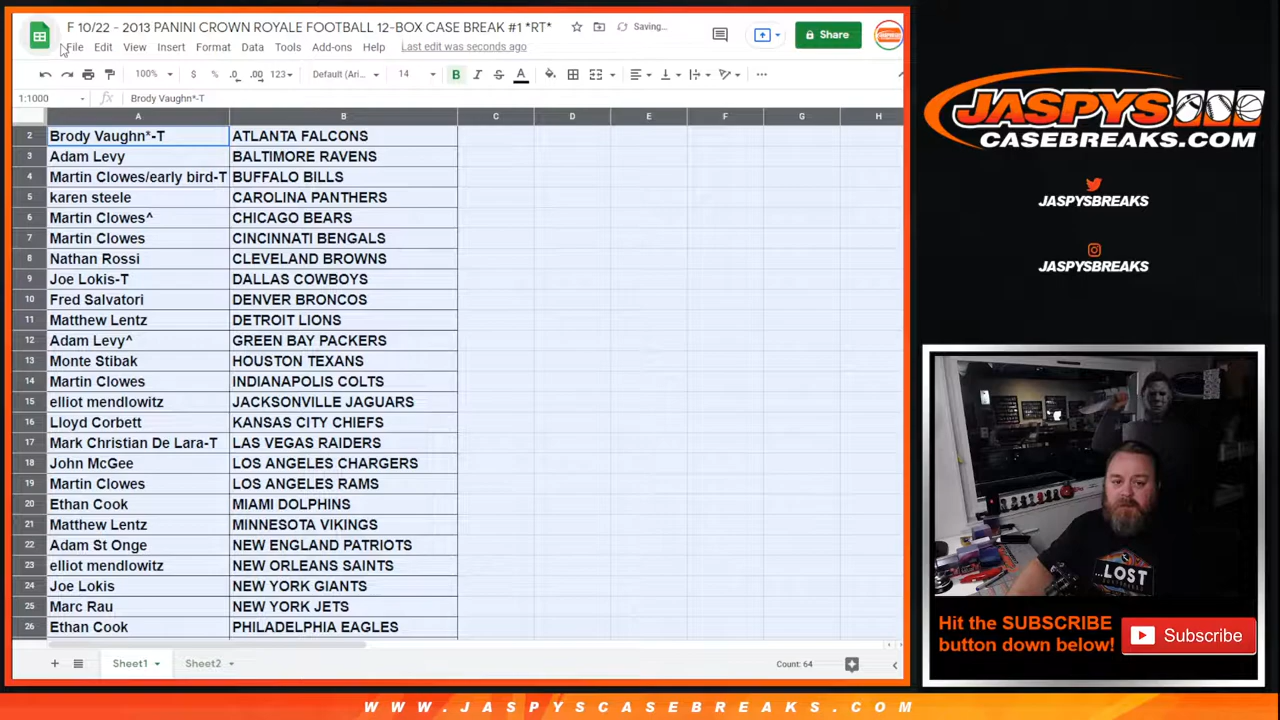 F 10/22 - 2013 PANINI CROWN ROYALE FOOTBALL 12-BOX CASE BREAK #1 *RT*
Saving...
Share
File Edit View Insert Format Data Tools Add-ons Help Last edit was seconds ago
100% $ % .0 .00 123 Default (Ari... 14 B I S A
1:1000 fx Brody Vaughn*-T
A B C D E F G H
2 Brody Vaughn*-T ATLANTA FALCONS
3 Adam Levy BALTIMORE RAVENS
4 Martin Clowes/early bird-T BUFFALO BILLS
5 karen steele CAROLINA PANTHERS
6 Martin Clowes^ CHICAGO BEARS
7 Martin Clowes CINCINNATI BENGALS
8 Nathan Rossi CLEVELAND BROWNS
9 Joe Lokis-T DALLAS COWBOYS
10 Fred Salvatori DENVER BRONCOS
11 Matthew Lentz DETROIT LIONS
12 Adam Levy^ GREEN BAY PACKERS
13 Monte Stibak HOUSTON TEXANS
14 Martin Clowes INDIANAPOLIS COLTS
15 elliot mendlowitz JACKSONVILLE JAGUARS
16 Lloyd Corbett KANSAS CITY CHIEFS
17 Mark Christian De Lara-T LAS VEGAS RAIDERS
18 John McGee LOS ANGELES CHARGERS
19 Martin Clowes LOS ANGELES RAMS
20 Ethan Cook MIAMI DOLPHINS
21 Matthew Lentz MINNESOTA VIKINGS
22 Adam St Onge NEW ENGLAND PATRIOTS
23 elliot mendlowitz NEW ORLEANS SAINTS
24 Joe Lokis NEW YORK GIANTS
25 Marc Rau NEW YORK JETS
26 Ethan Cook PHILADELPHIA EAGLES
Sheet1 Sheet2 Count: 64
JASPYS
CASEBREAKS.COM
JASPYSBREAKS
JASPYSBREAKS
...LOST
Hit the SUBSCRIBE
button down below!
Subscribe
WWW.JASPYSCASEBREAKS.COM